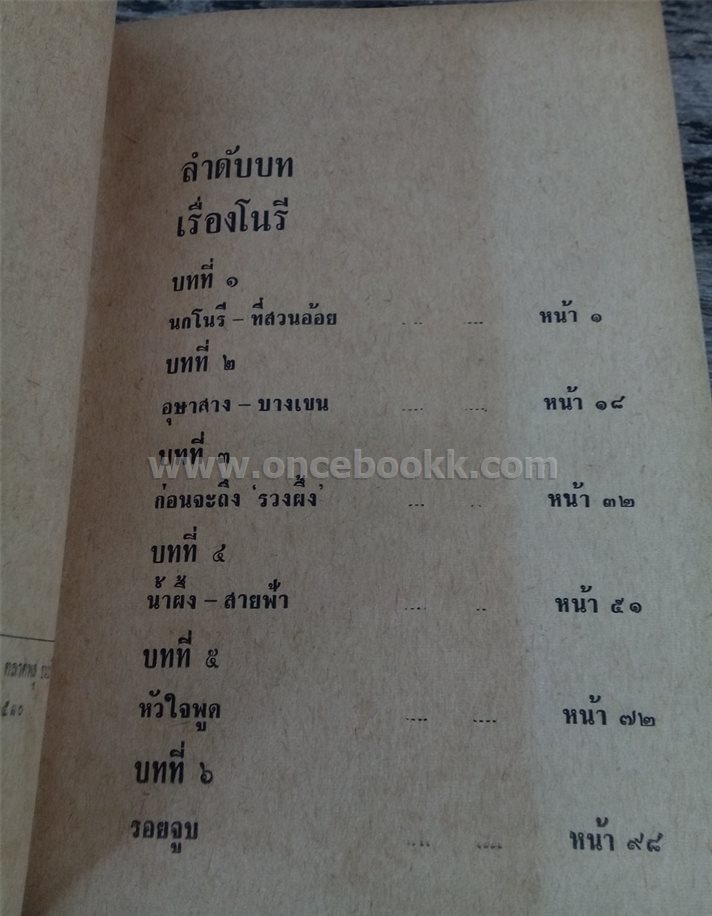 ลำดับบท
เรื่องโนรี
บทที่ ๑
นกโนรี – ที่สวนอ้อย .... .... หน้า ๑
บทที่ ๒
อุษาสาง – บางเขน .... .... หน้า ๑๘
บทที่ ๓
www.oncebookk.com
ก่อนจะถึง ‘รวงผึ้ง’ ... .. หน้า ๓๒
บทที่ ๔
น้ำผึ้ง – สายฟ้า .... .. หน้า ๕๑
บทที่ ๕
หัวใจพูด .... .... หน้า ๗๒
บทที่ ๖
รอยจูบ .... .... หน้า ๙๘